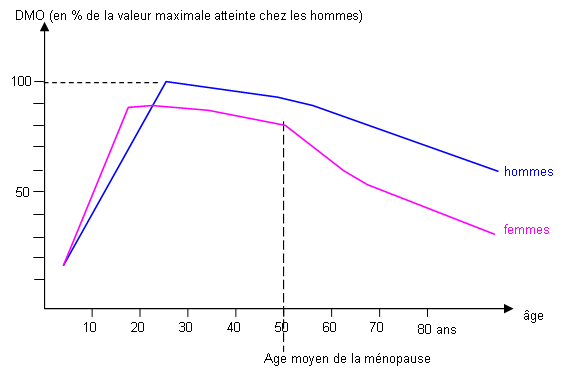 DMO (en % de la valeur maximale atteinte chez les hommes)
100
50
hommes
femmes
10 20 30 40 50 60 70 80 ans
âge
Age moyen de la ménopause